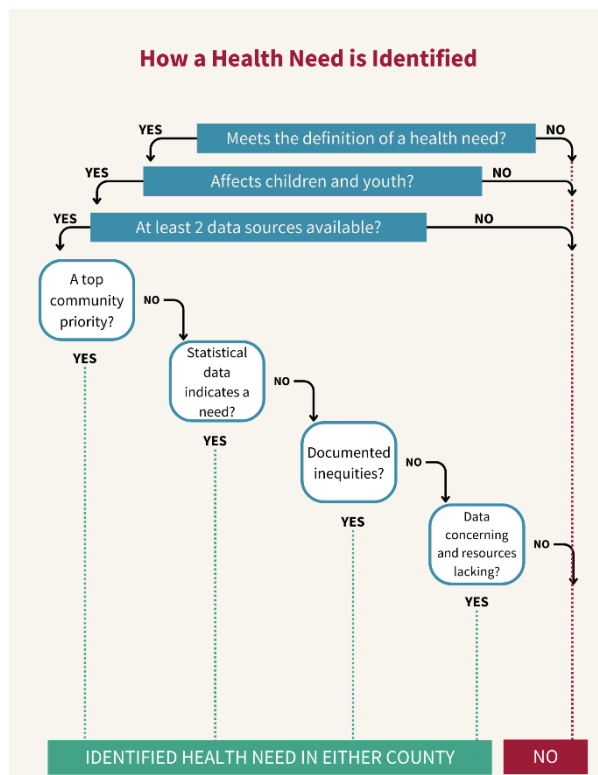 How a Health Need is Identified
YES
Meets the definition of a health need?
NO
YES
Affects children and youth?
NO
YES
At least 2 data sources available?
NO
A top
community
priority?
NO
YES
Statistical
data
indicates a
need?
NO
YES
Documented
inequities?
NO
YES
Data
concerning
and resources
lacking?
NO
YES
IDENTIFIED HEALTH NEED IN EITHER COUNTY
NO